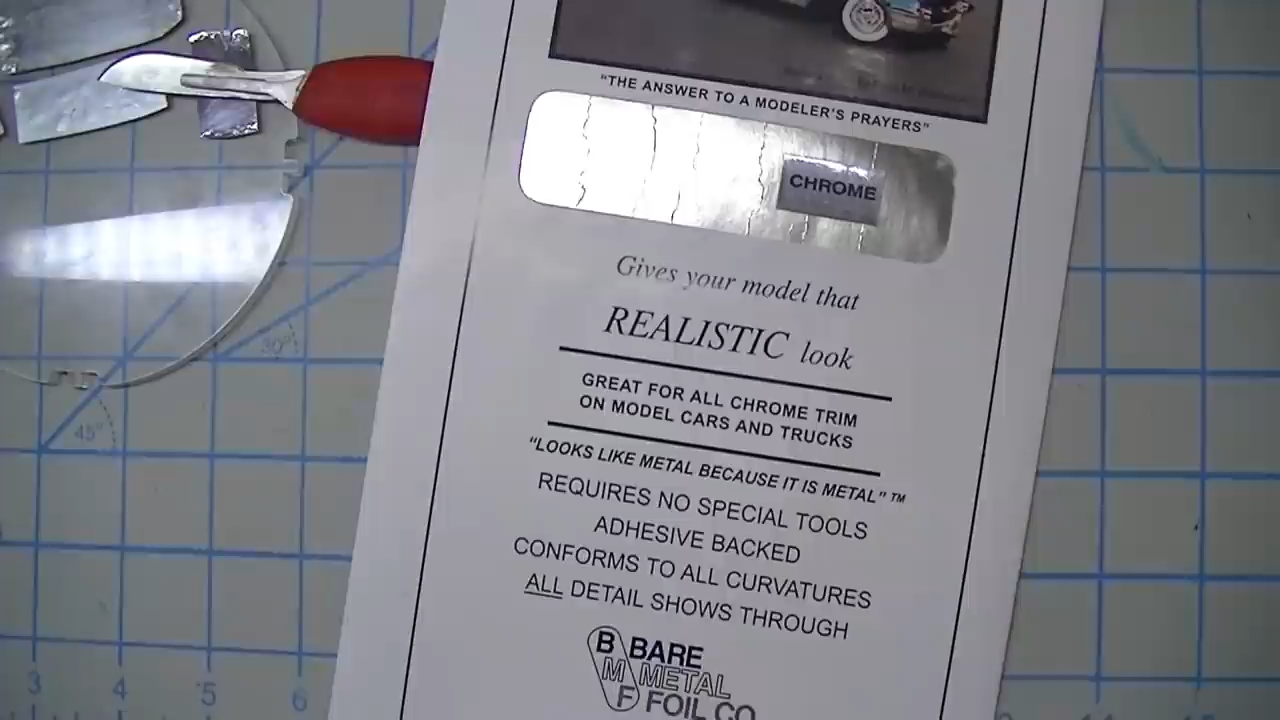 "THE ANSWER TO A MODELER'S PRAYERS"
CHROME
Gives your model that
REALISTIC look
GREAT FOR ALL CHROME TRIM
ON MODEL CARS AND TRUCKS
"LOOKS LIKE METAL BECAUSE IT IS METAL" ™
REQUIRES NO SPECIAL TOOLS
ADHESIVE BACKED
CONFORMS TO ALL CURVATURES
ALL DETAIL SHOWS THROUGH
B BARE
M METAL
F FOIL CO
30°
45°
3 4 5 6